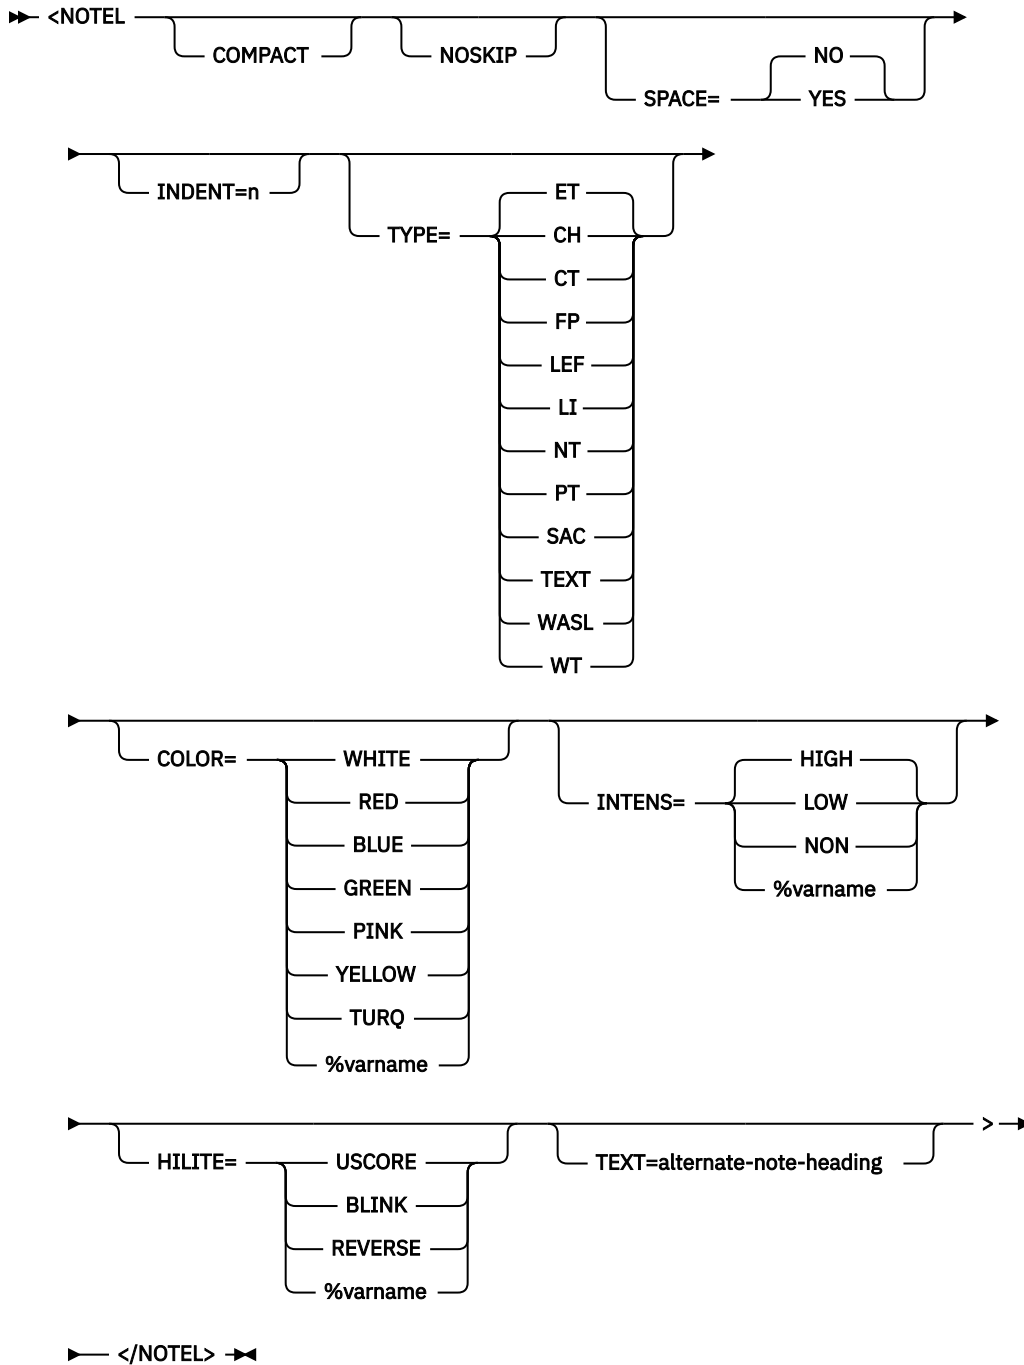 <NOTEL
COMPACT
NOSKIP
NO
SPACE=
YES
INDENT=n
ET
TYPE=
CH
CT
FP
LEF
LI
NT
PT
SAC
TEXT
WASL
WT
COLOR=
WHITE
RED
BLUE
GREEN
PINK
YELLOW
TURQ
%varname
HIGH
INTENS=
LOW
NON
%varname
>
HILITE=
USCORE
BLINK
REVERSE
%varname
TEXT=alternate-note-heading
</NOTEL>